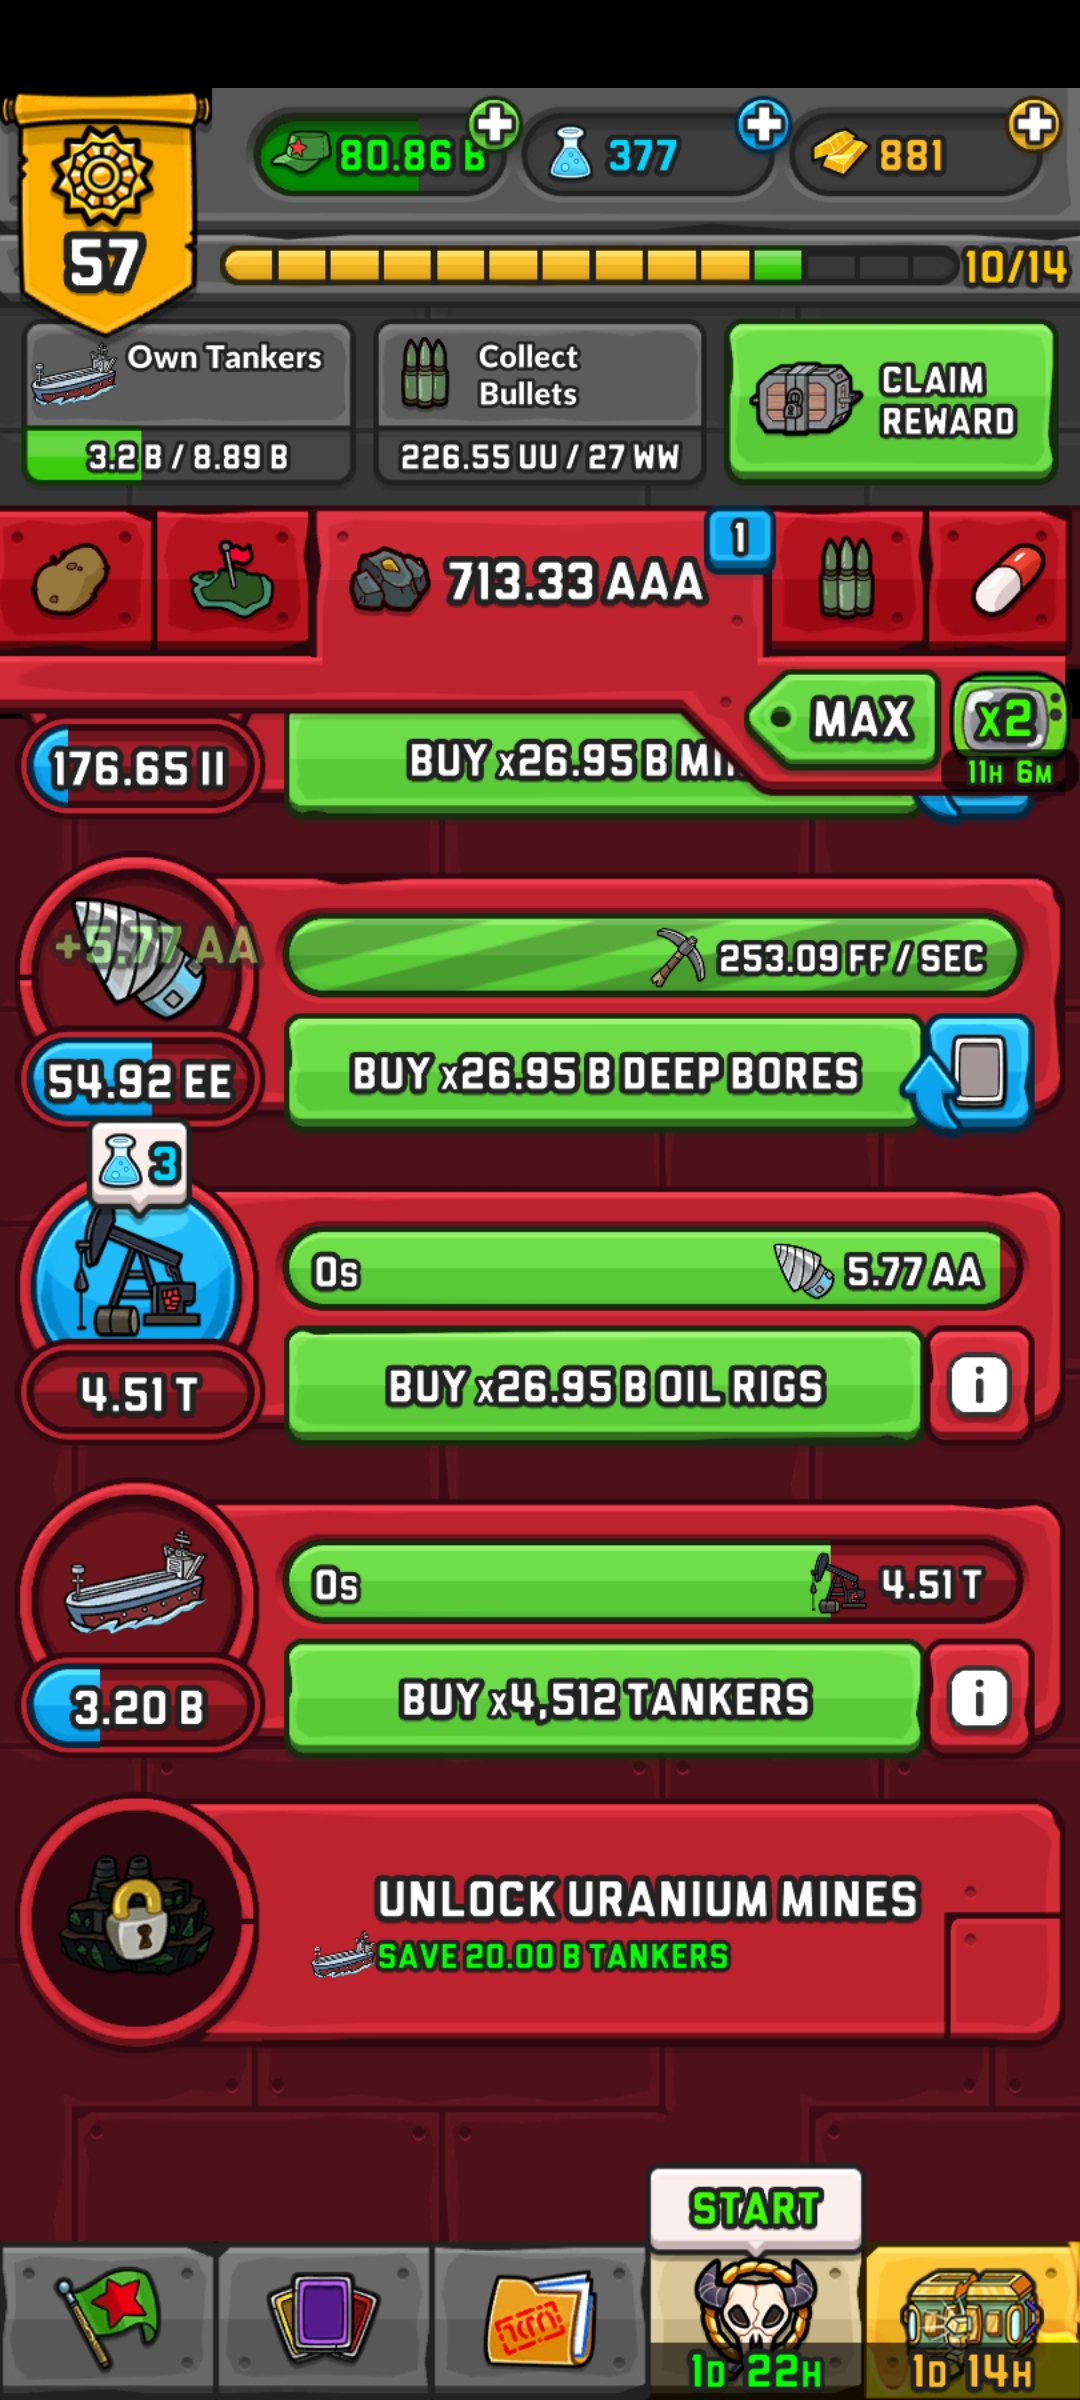 80.86 B
377
881
57
10/14
Own Tankers
3.2 B / 8.89 B
Collect
Bullets
226.55 UU / 27 WW
CLAIM
REWARD
713.33 AAA
1
MAX
x2
11H 6M
176.65 II
BUY x26.95 B
+5.77 AA
253.09 FF / SEC
54.92 EE
BUY x26.95 B DEEP BORES
3
0s
5.77 AA
4.51 T
BUY x26.95 B OIL RIGS
0s
4.51 T
3.20 B
BUY x4,512 TANKERS
UNLOCK URANIUM MINES
SAVE 20.00 B TANKERS
START
1D 22H
1D 14H